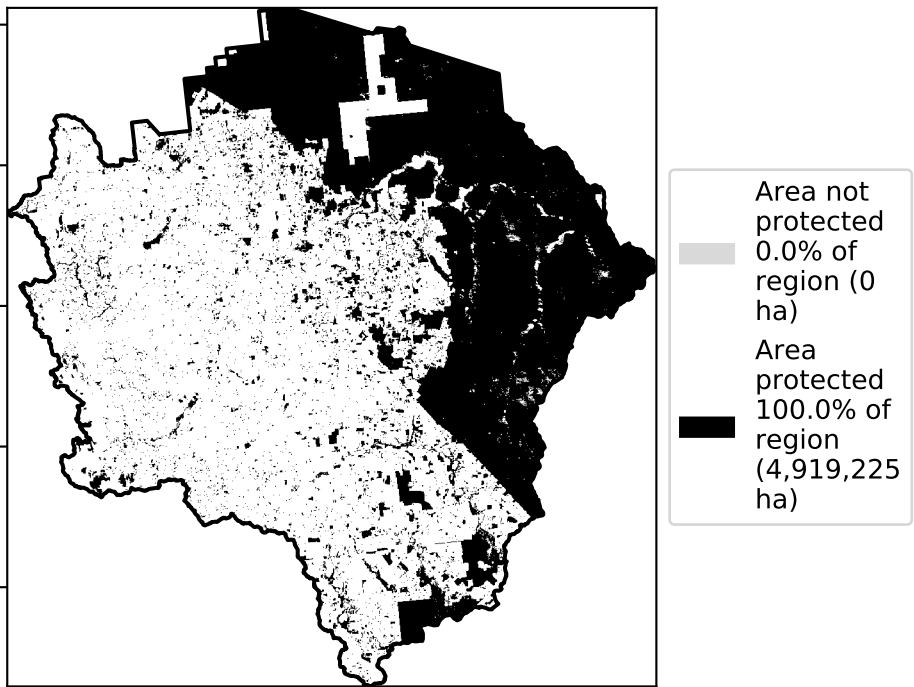 Area not
protected
0.0% of
region (0
ha)
Area
protected
100.0% of
region
(4,919,225
ha)